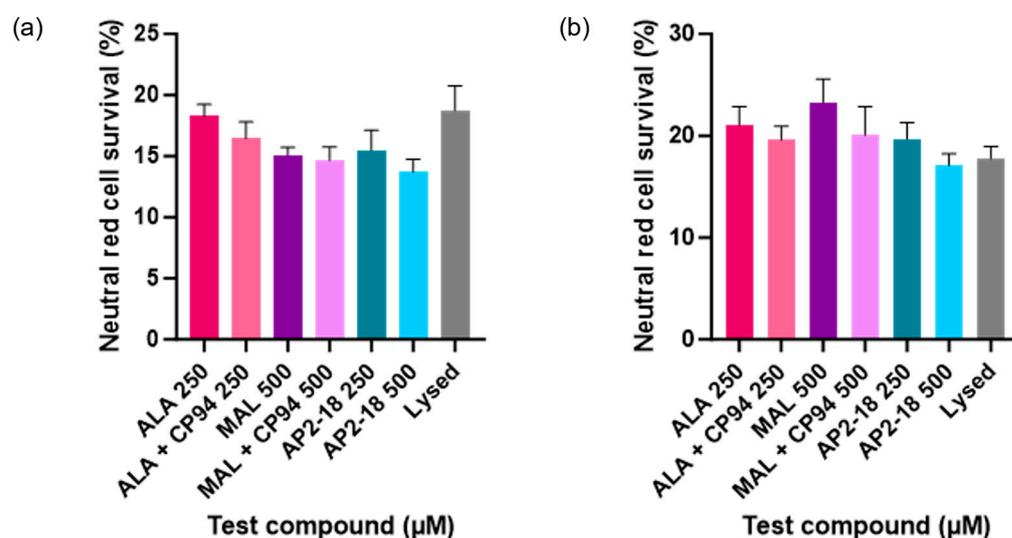 (a)
Neutral red cell survival (%)
25
20
15
10
5
0
ALA 250
ALA + CP94 250
MAL 500
MAL + CP94 500
AP2-18 250
AP2-18 500
Lysed
Test compound (µM)
(b)
Neutral red cell survival (%)
30
20
10
0
ALA 250
ALA + CP94 250
MAL 500
MAL + CP94 500
AP2-18 250
AP2-18 500
Lysed
Test compound (µM)